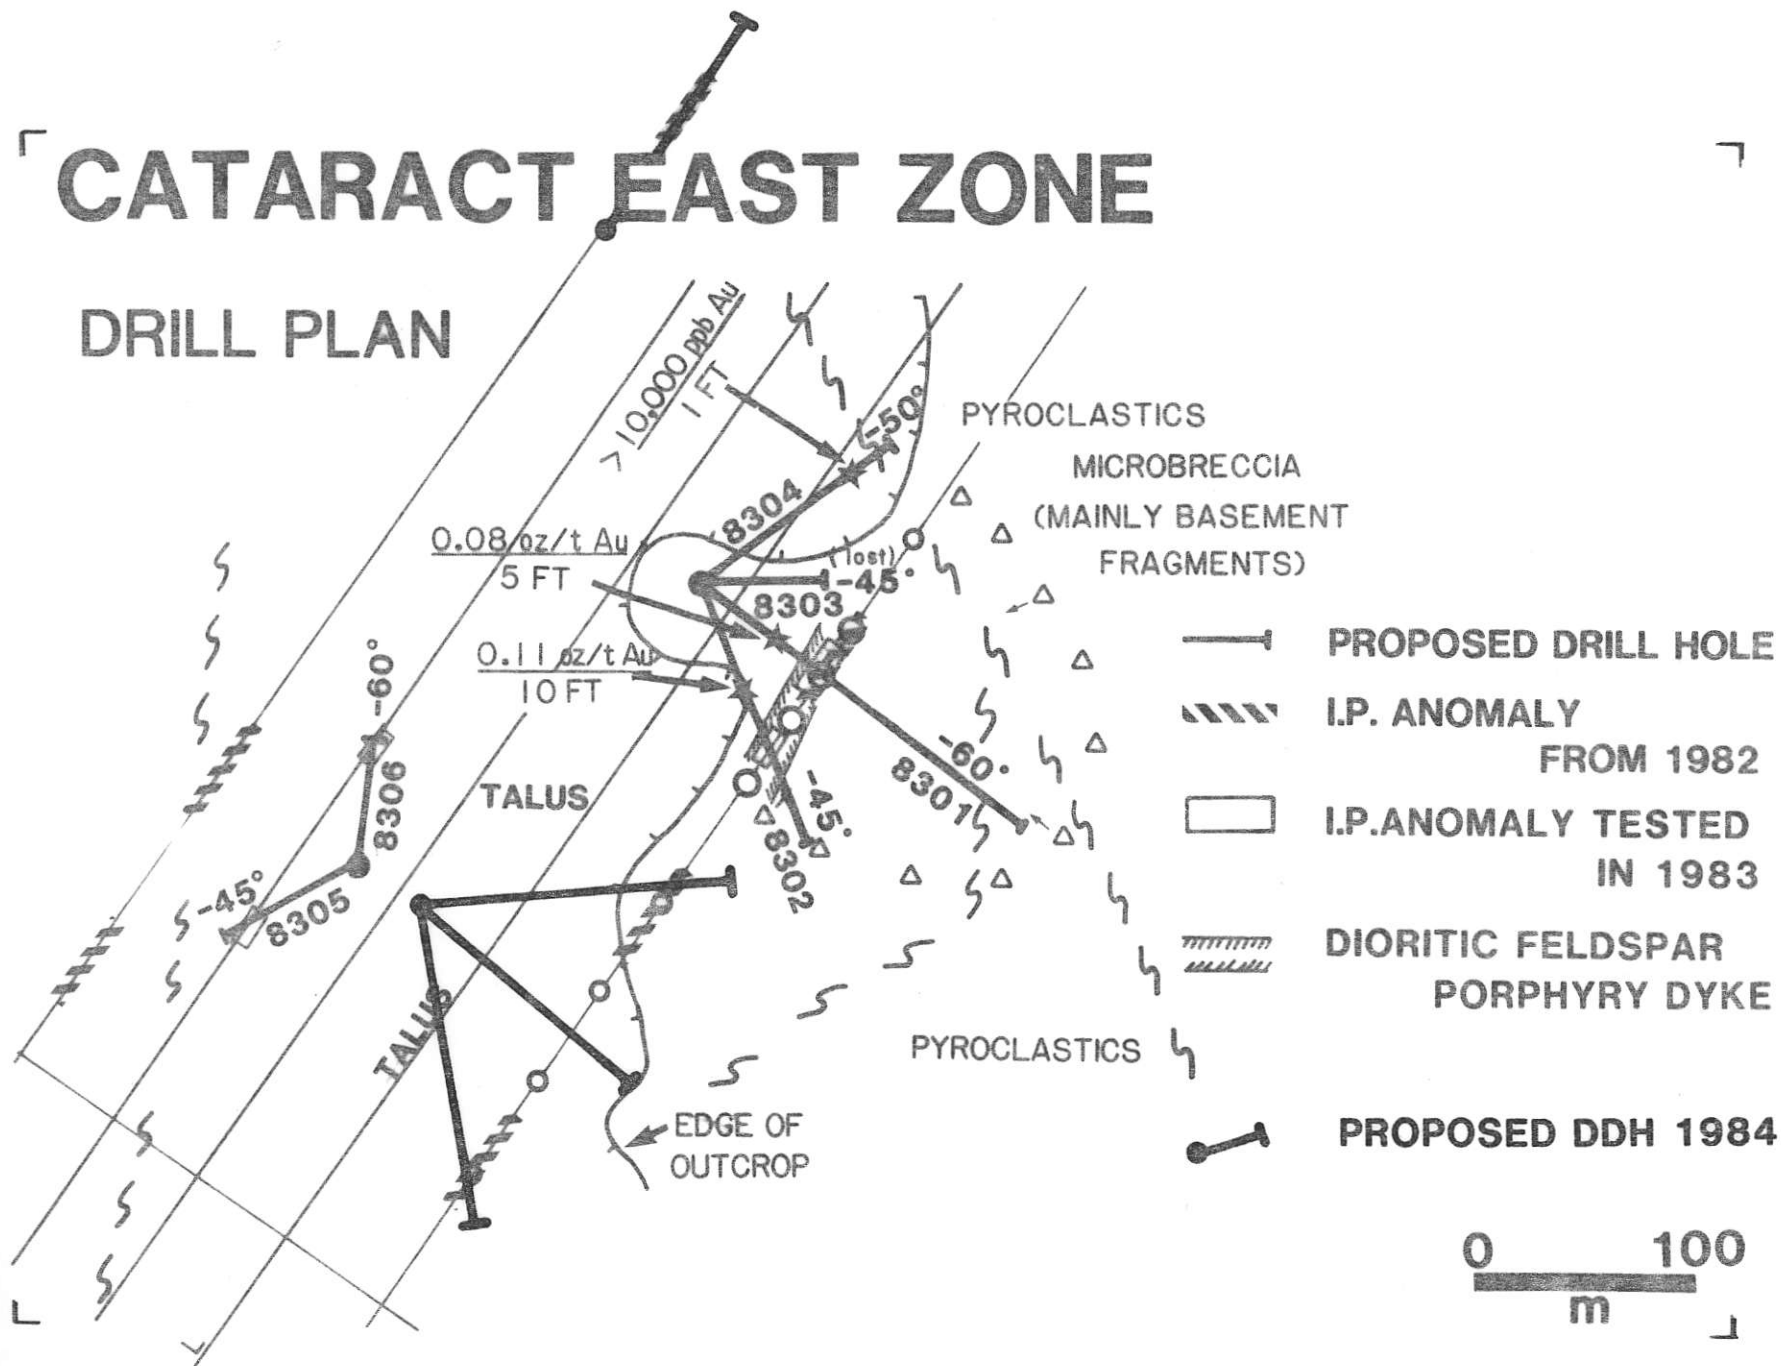 CATARACT EAST ZONE
DRILL PLAN
>10,000 ppb Au
1 FT
-50°
PYROCLASTICS
MICROBRECCIA
(MAINLY BASEMENT
FRAGMENTS)
8304
0.08 oz/t Au
5 FT
(lost)
-45°
8303
0.11 oz/t Au
10 FT
-60°
8306
TALUS
-60°
8301
-45°
8302
-45°
8305
TALUS
PYROCLASTICS
EDGE OF
OUTCROP
PROPOSED DRILL HOLE
I.P. ANOMALY
FROM 1982
I.P.ANOMALY TESTED
IN 1983
DIORITIC FELDSPAR
PORPHYRY DYKE
PROPOSED DDH 1984
0 100
m